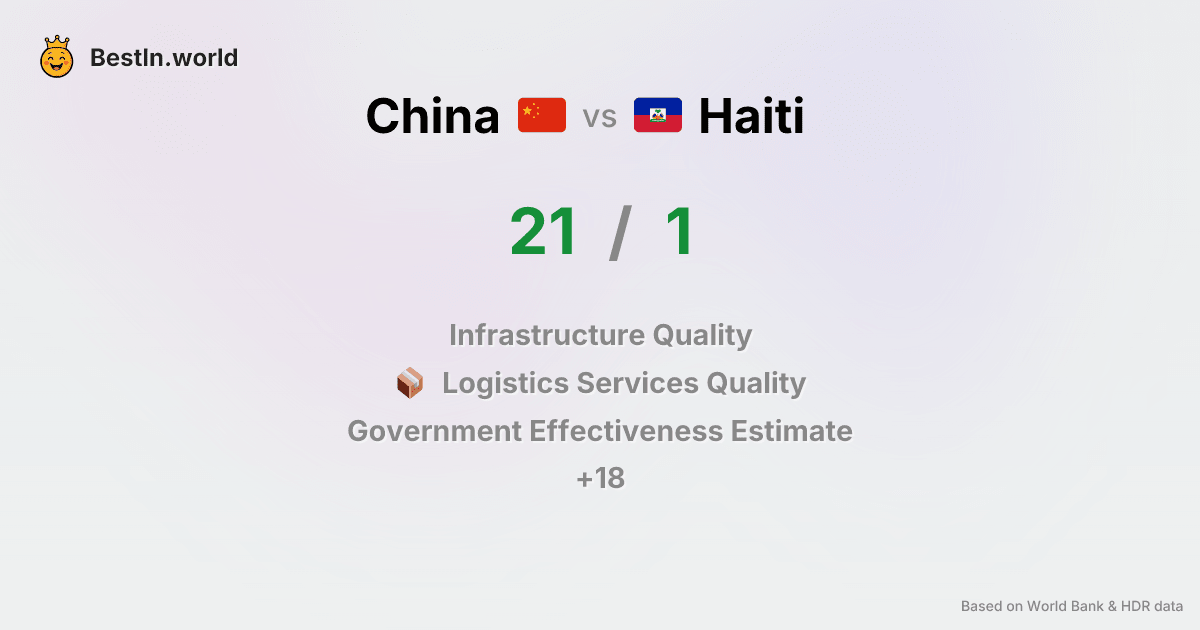 BestIn.world
China vs Haiti
21 / 1
Infrastructure Quality
Logistics Services Quality
Government Effectiveness Estimate
+18
Based on World Bank & HDR data